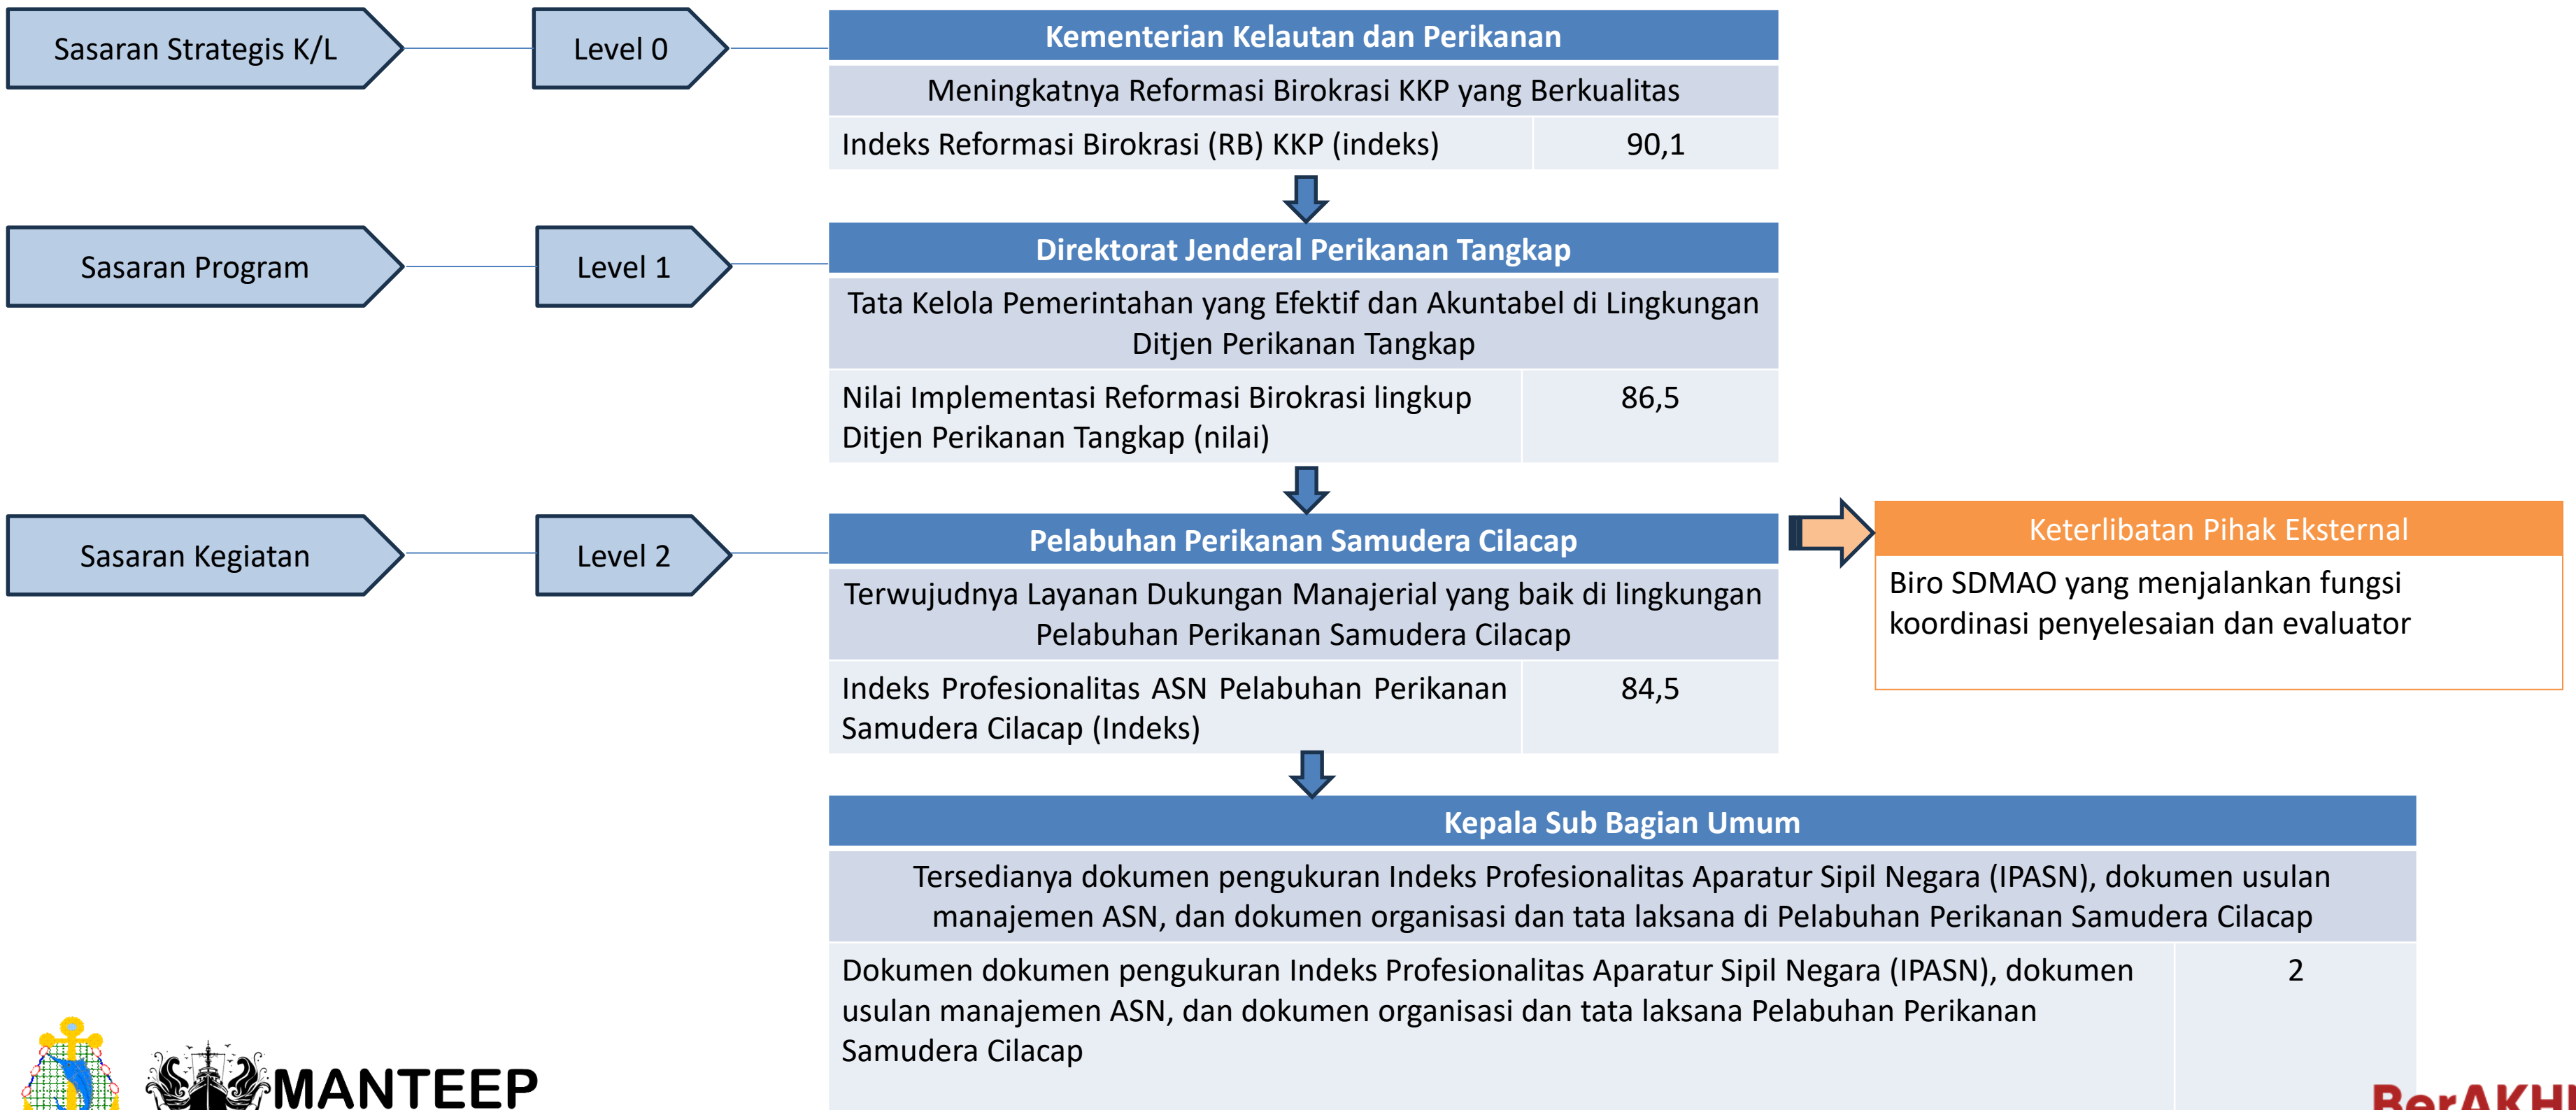 Sasaran Strategis K/L
Level 0
Kementerian Kelautan dan Perikanan
Meningkatnya Reformasi Birokrasi KKP yang Berkualitas
Indeks Reformasi Birokrasi (RB) KKP (indeks)
90,1
Sasaran Program
Level 1
Direktorat Jenderal Perikanan Tangkap
Tata Kelola Pemerintahan yang Efektif dan Akuntabel di Lingkungan
Ditjen Perikanan Tangkap
Nilai Implementasi Reformasi Birokrasi lingkup
Ditjen Perikanan Tangkap (nilai)
86,5
Sasaran Kegiatan
Level 2
Pelabuhan Perikanan Samudera Cilacap
Terwujudnya Layanan Dukungan Manajerial yang baik di lingkungan
Pelabuhan Perikanan Samudera Cilacap
Indeks Profesionalitas ASN Pelabuhan Perikanan
Samudera Cilacap (Indeks)
84,5
Keterlibatan Pihak Eksternal
Biro SDMAO yang menjalankan fungsi
koordinasi penyelesaian dan evaluator
Kepala Sub Bagian Umum
Tersedianya dokumen pengukuran Indeks Profesionalitas Aparatur Sipil Negara (IPASN), dokumen usulan
manajemen ASN, dan dokumen organisasi dan tata laksana di Pelabuhan Perikanan Samudera Cilacap
Dokumen dokumen pengukuran Indeks Profesionalitas Aparatur Sipil Negara (IPASN), dokumen
usulan manajemen ASN, dan dokumen organisasi dan tata laksana Pelabuhan Perikanan
Samudera Cilacap
2
MANTEEP